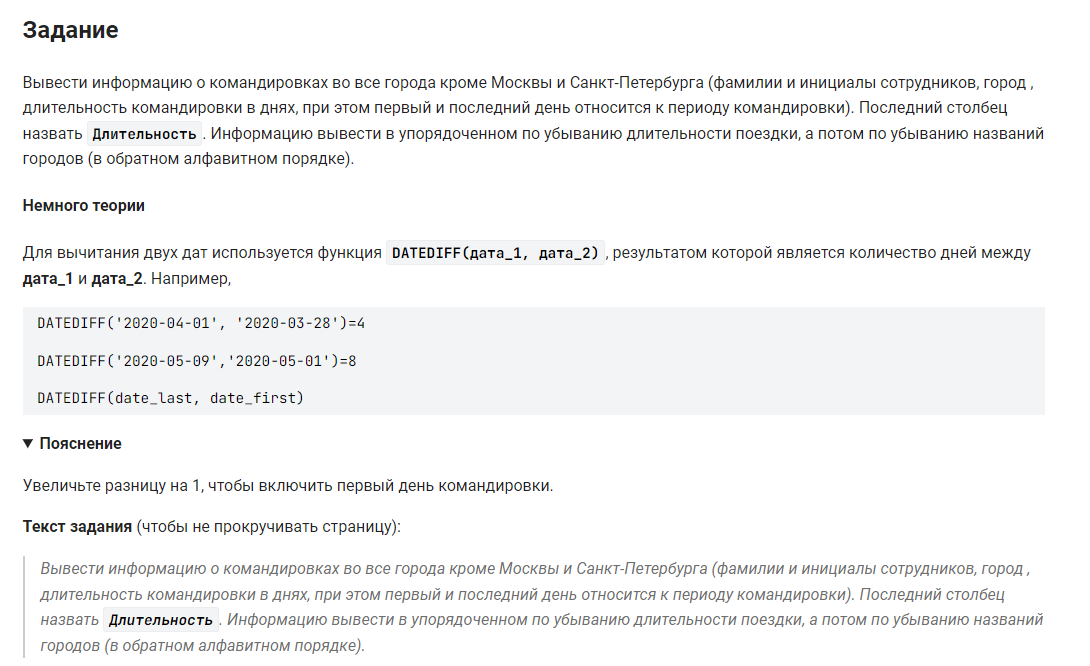 Задание
Вывести информацию о командировках во все города кроме Москвы и Санкт-Петербурга (фамилии и инициалы сотрудников, город ,
длительность командировки в днях, при этом первый и последний день относится к периоду командировки). Последний столбец
назвать Длительность . Информацию вывести в упорядоченном по убыванию длительности поездки, а потом по убыванию названий
городов (в обратном алфавитном порядке).
Немного теории
Для вычитания двух дат используется функция DATEDIFF(дата_1, дата_2) , результатом которой является количество дней между
дата_1 и дата_2. Например,
DATEDIFF('2020-04-01', '2020-03-28')=4
DATEDIFF('2020-05-09','2020-05-01')=8
DATEDIFF(date_last, date_first)
▼ Пояснение
Увеличьте разницу на 1, чтобы включить первый день командировки.
Текст задания (чтобы не прокручивать страницу):
Вывести информацию о командировках во все города кроме Москвы и Санкт-Петербурга (фамилии и инициалы сотрудников, город ,
длительность командировки в днях, при этом первый и последний день относится к периоду командировки). Последний столбец
назвать Длительность . Информацию вывести в упорядоченном по убыванию длительности поездки, а потом по убыванию названий
городов (в обратном алфавитном порядке).